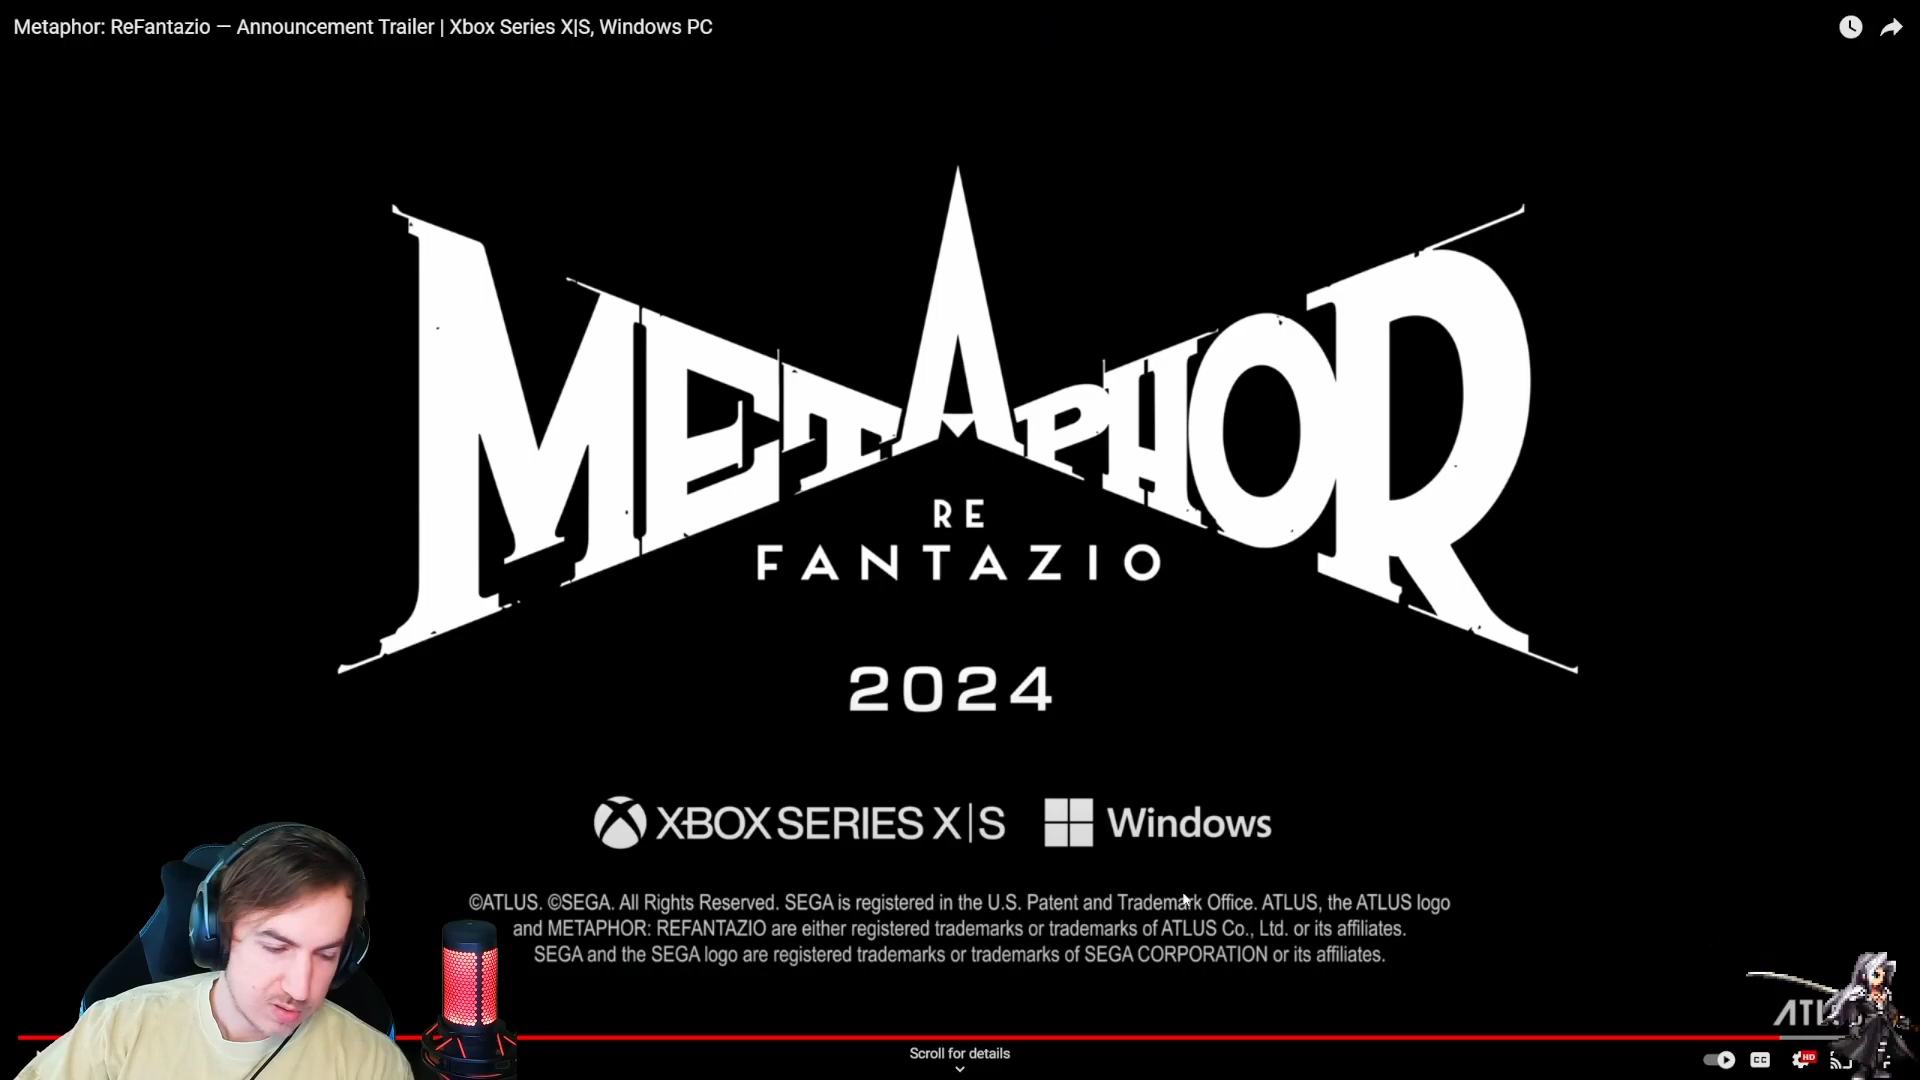 Metaphor: ReFantazio — Announcement Trailer | Xbox Series X|S, Windows PC
METAPHOR
RE
FANTAZIO
2024
XBOX SERIES X|S Windows
©ATLUS. ©SEGA. All Rights Reserved. SEGA is registered in the U.S. Patent and Trademark Office. ATLUS, the ATLUS logo
and METAPHOR: REFANTAZIO are either registered trademarks or trademarks of ATLUS Co., Ltd. or its affiliates.
SEGA and the SEGA logo are registered trademarks or trademarks of SEGA CORPORATION or its affiliates.
Scroll for details
CC HD